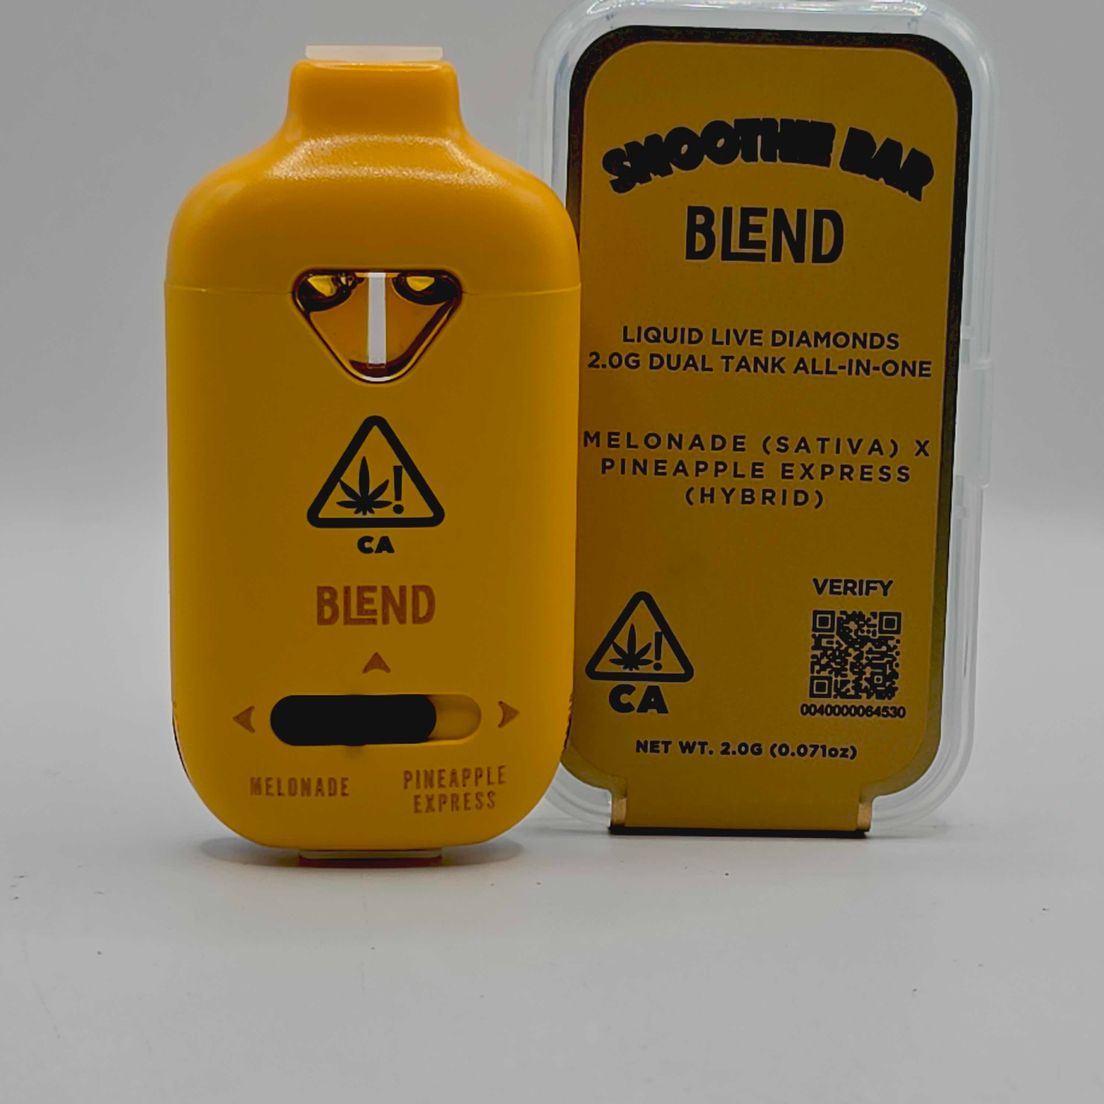 CA
BLEND
MELONADE
PINEAPPLE
EXPRESS
SMOOTHIE BAR
BLEND
LIQUID LIVE DIAMONDS
2.0G DUAL TANK ALL-IN-ONE
MELONADE (SATIVA) X
PINEAPPLE EXPRESS
(HYBRID)
VERIFY
CA
0040000064530
NET WT. 2.0G (0.071oz)